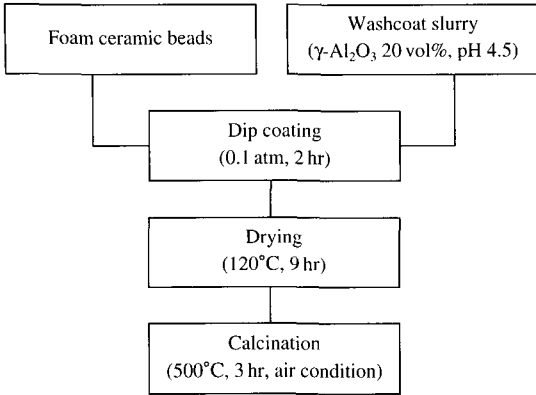 Foam ceramic beads
Washcoat slurry
(γ-Al₂O₃ 20 vol%, pH 4.5)
Dip coating
(0.1 atm, 2 hr)
Drying
(120°C, 9 hr)
Calcination
(500°C, 3 hr, air condition)